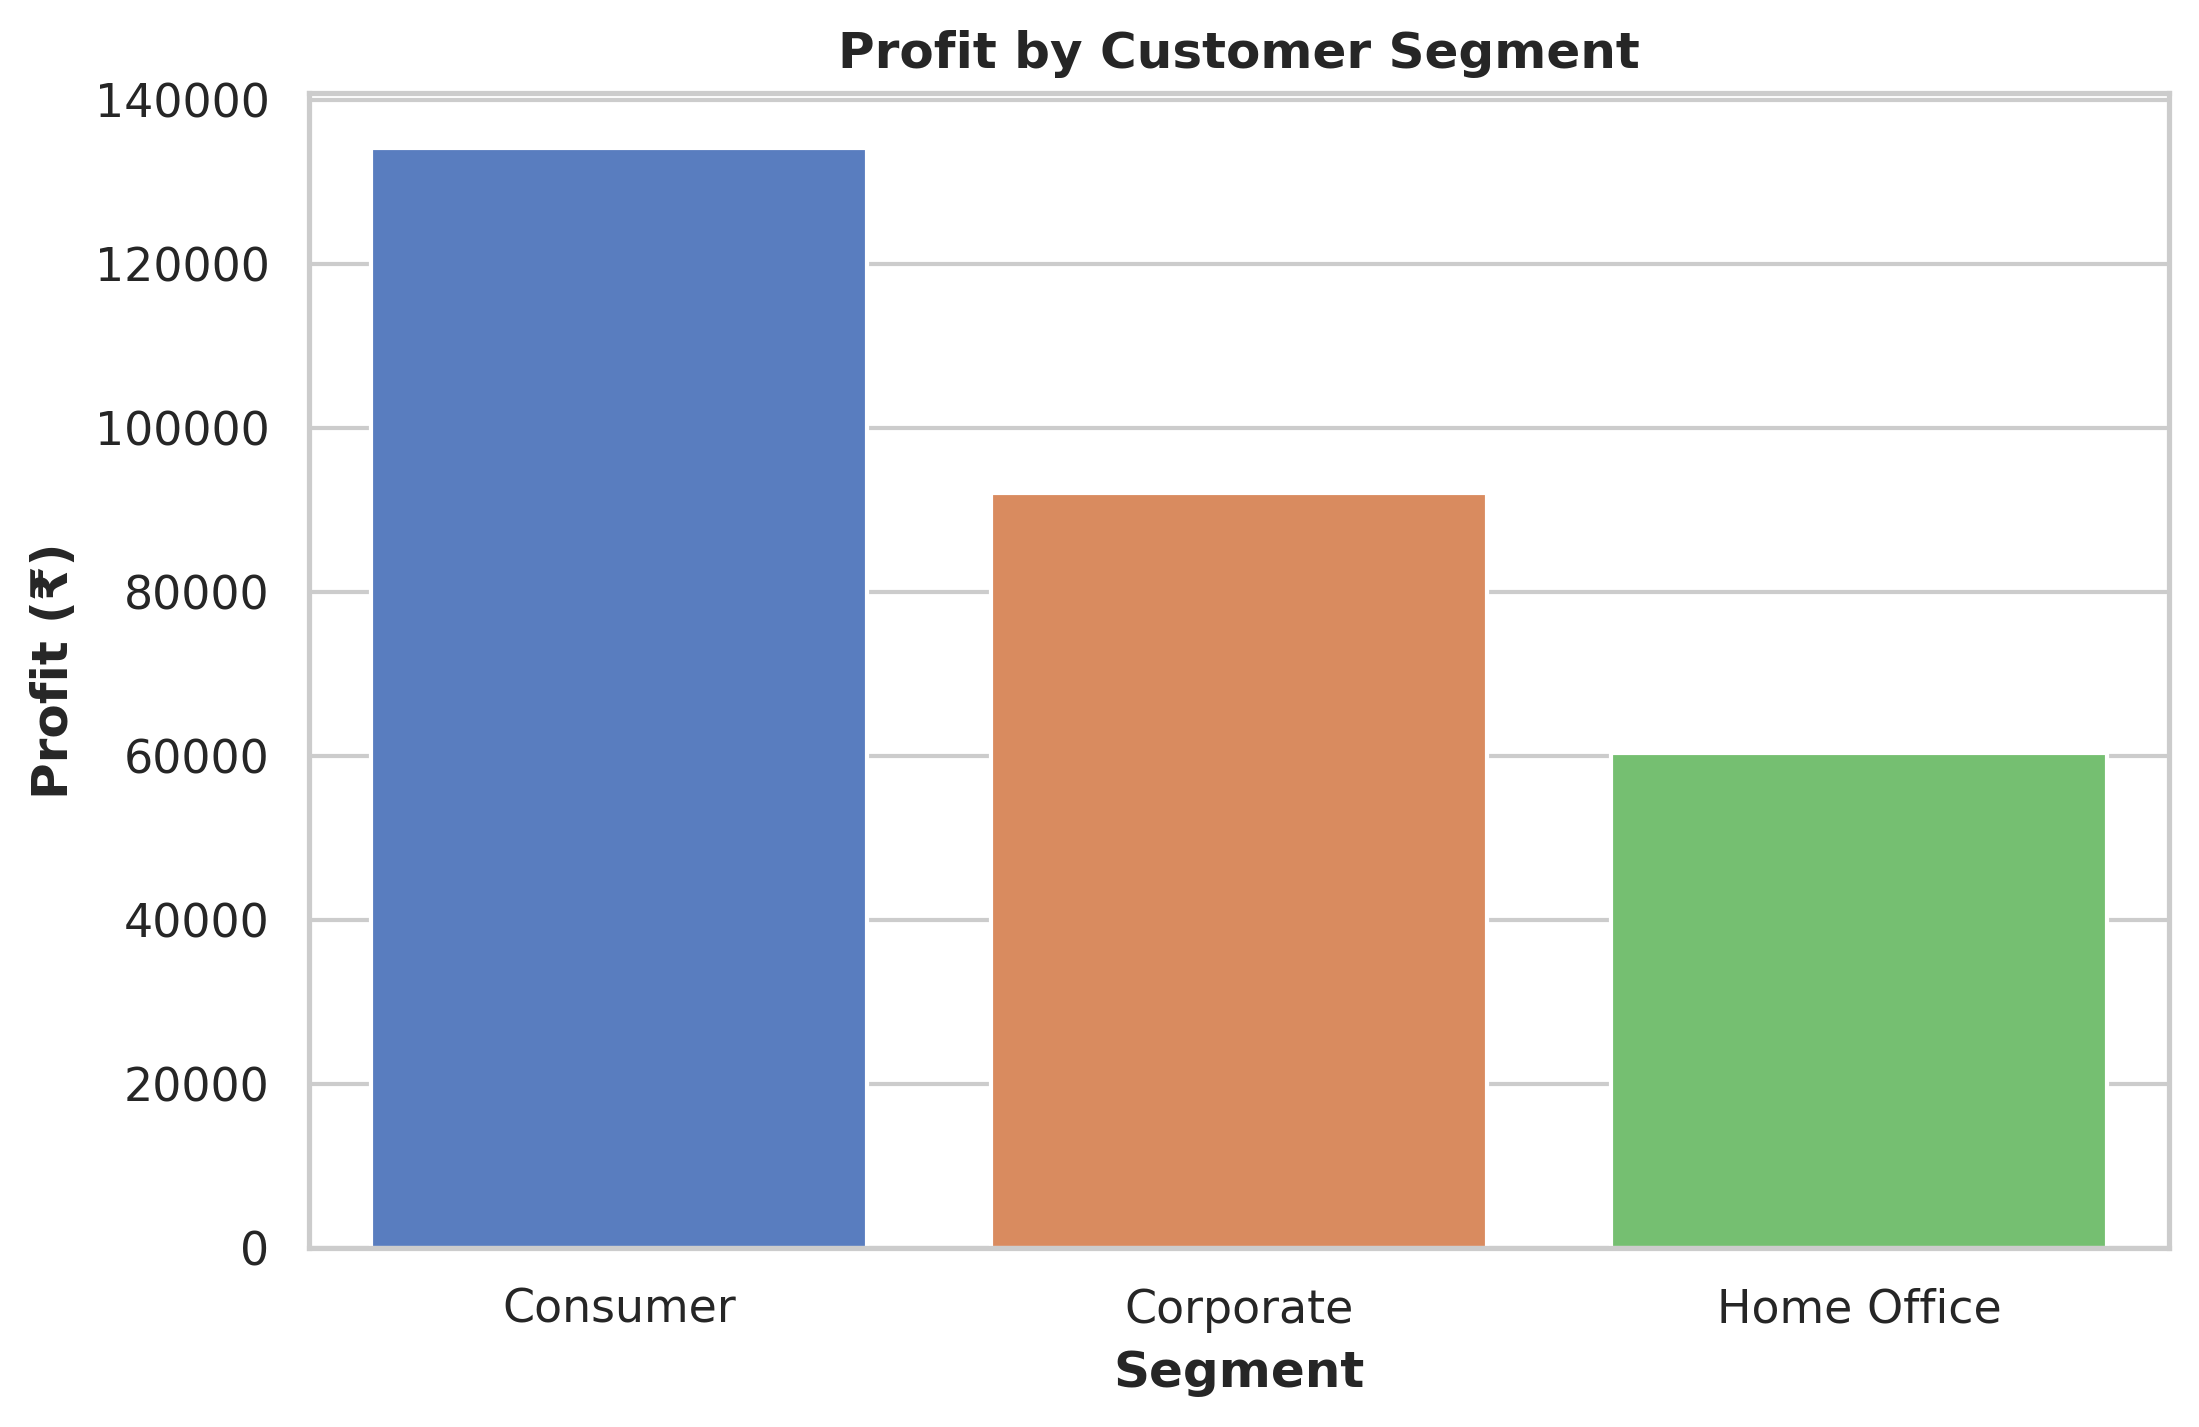 Profit by Customer Segment
140000
120000
100000
80000
60000
40000
20000
0
Profit (₹)
Consumer
Corporate
Home Office
Segment